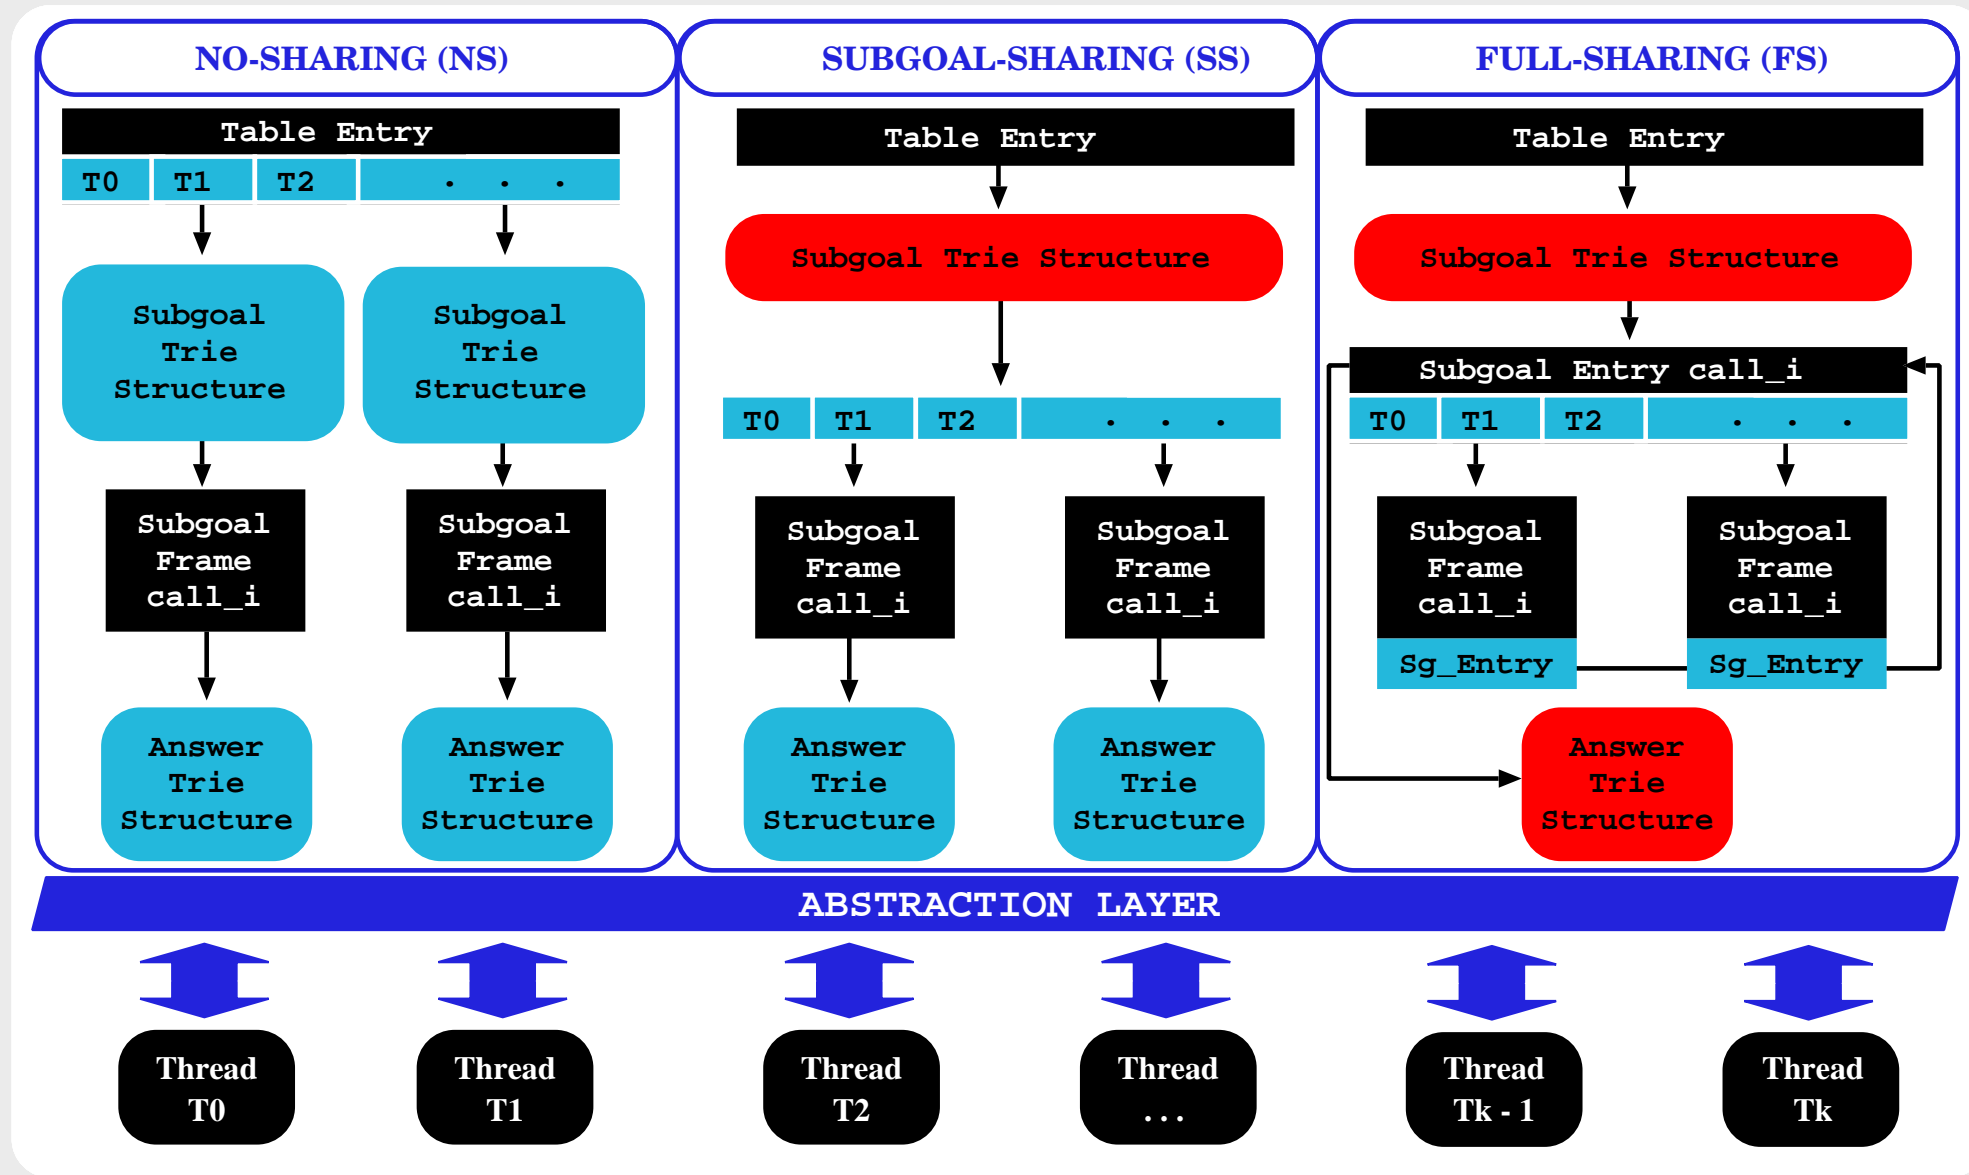 NO-SHARING (NS)
Table Entry
T0 T1 T2 . . .
Subgoal
Trie
Structure
Subgoal
Trie
Structure
Subgoal
Frame
call_i
Subgoal
Frame
call_i
Answer
Trie
Structure
Answer
Trie
Structure
SUBGOAL-SHARING (SS)
Table Entry
Subgoal Trie Structure
T0 T1 T2 . . .
Subgoal
Frame
call_i
Subgoal
Frame
call_i
Answer
Trie
Structure
Answer
Trie
Structure
FULL-SHARING (FS)
Table Entry
Subgoal Trie Structure
Subgoal Entry call_i
T0 T1 T2 . . .
Subgoal
Frame
call_i
Sg_Entry
Subgoal
Frame
call_i
Sg_Entry
Answer
Trie
Structure
ABSTRACTION LAYER
Thread
T0
Thread
T1
Thread
T2
Thread
. . .
Thread
Tk - 1
Thread
Tk